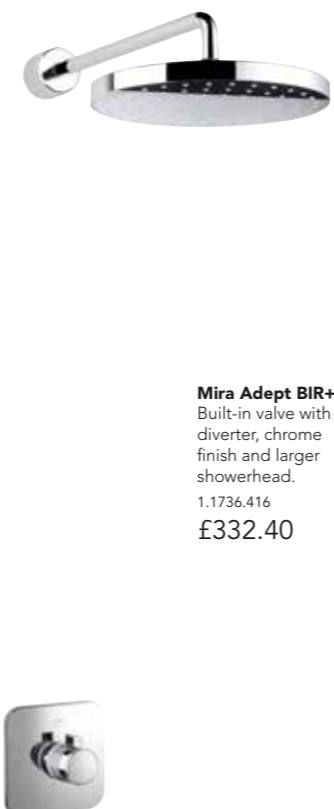 Mira Adept BIR+
Built-in valve with
diverter, chrome
finish and larger
showerhead.
1.1736.416
£332.40